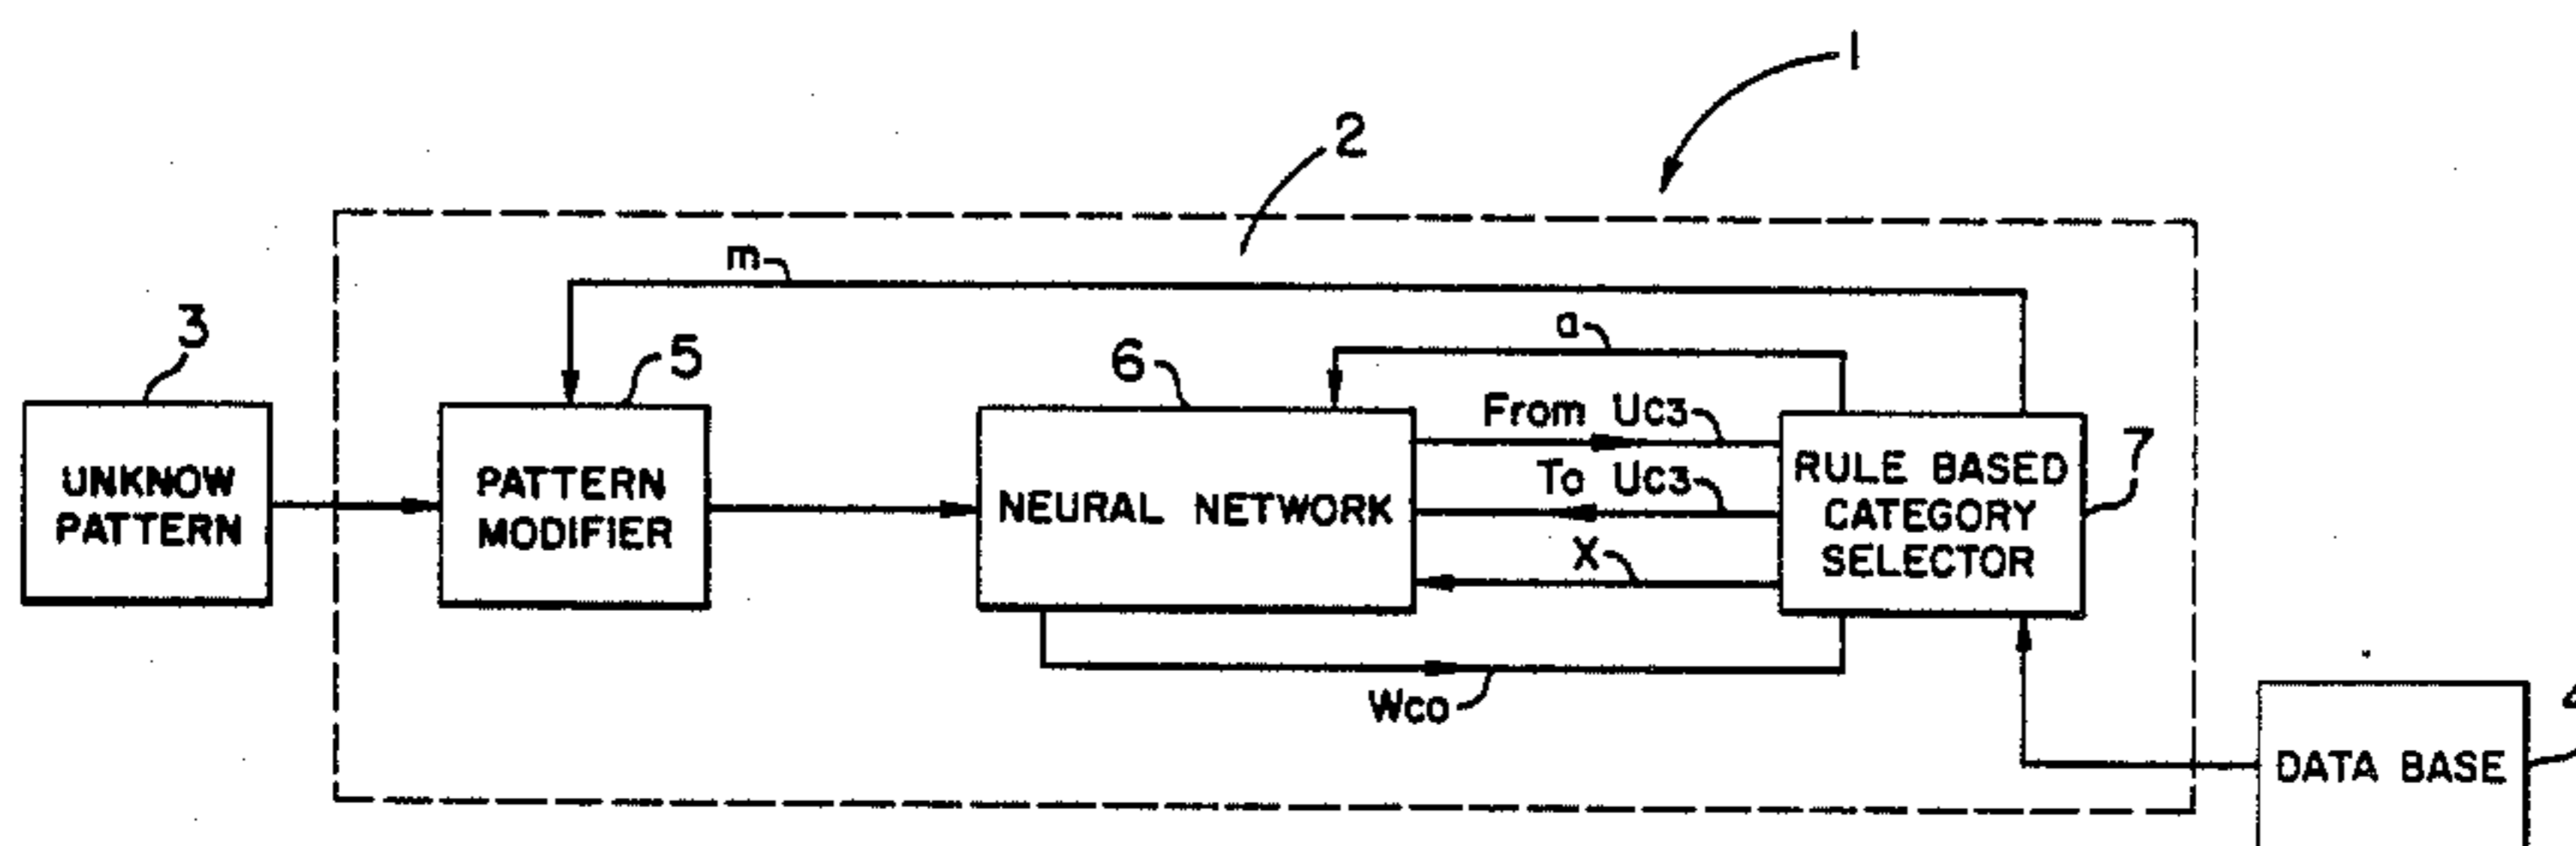 1
2
m
3
a
5
6
From Uc3
7
UNKNOW
PATTERN
PATTERN
MODIFIER
NEURAL NETWORK
To Uc3
RULE BASED
CATEGORY
SELECTOR
X
Wco
4
DATA BASE